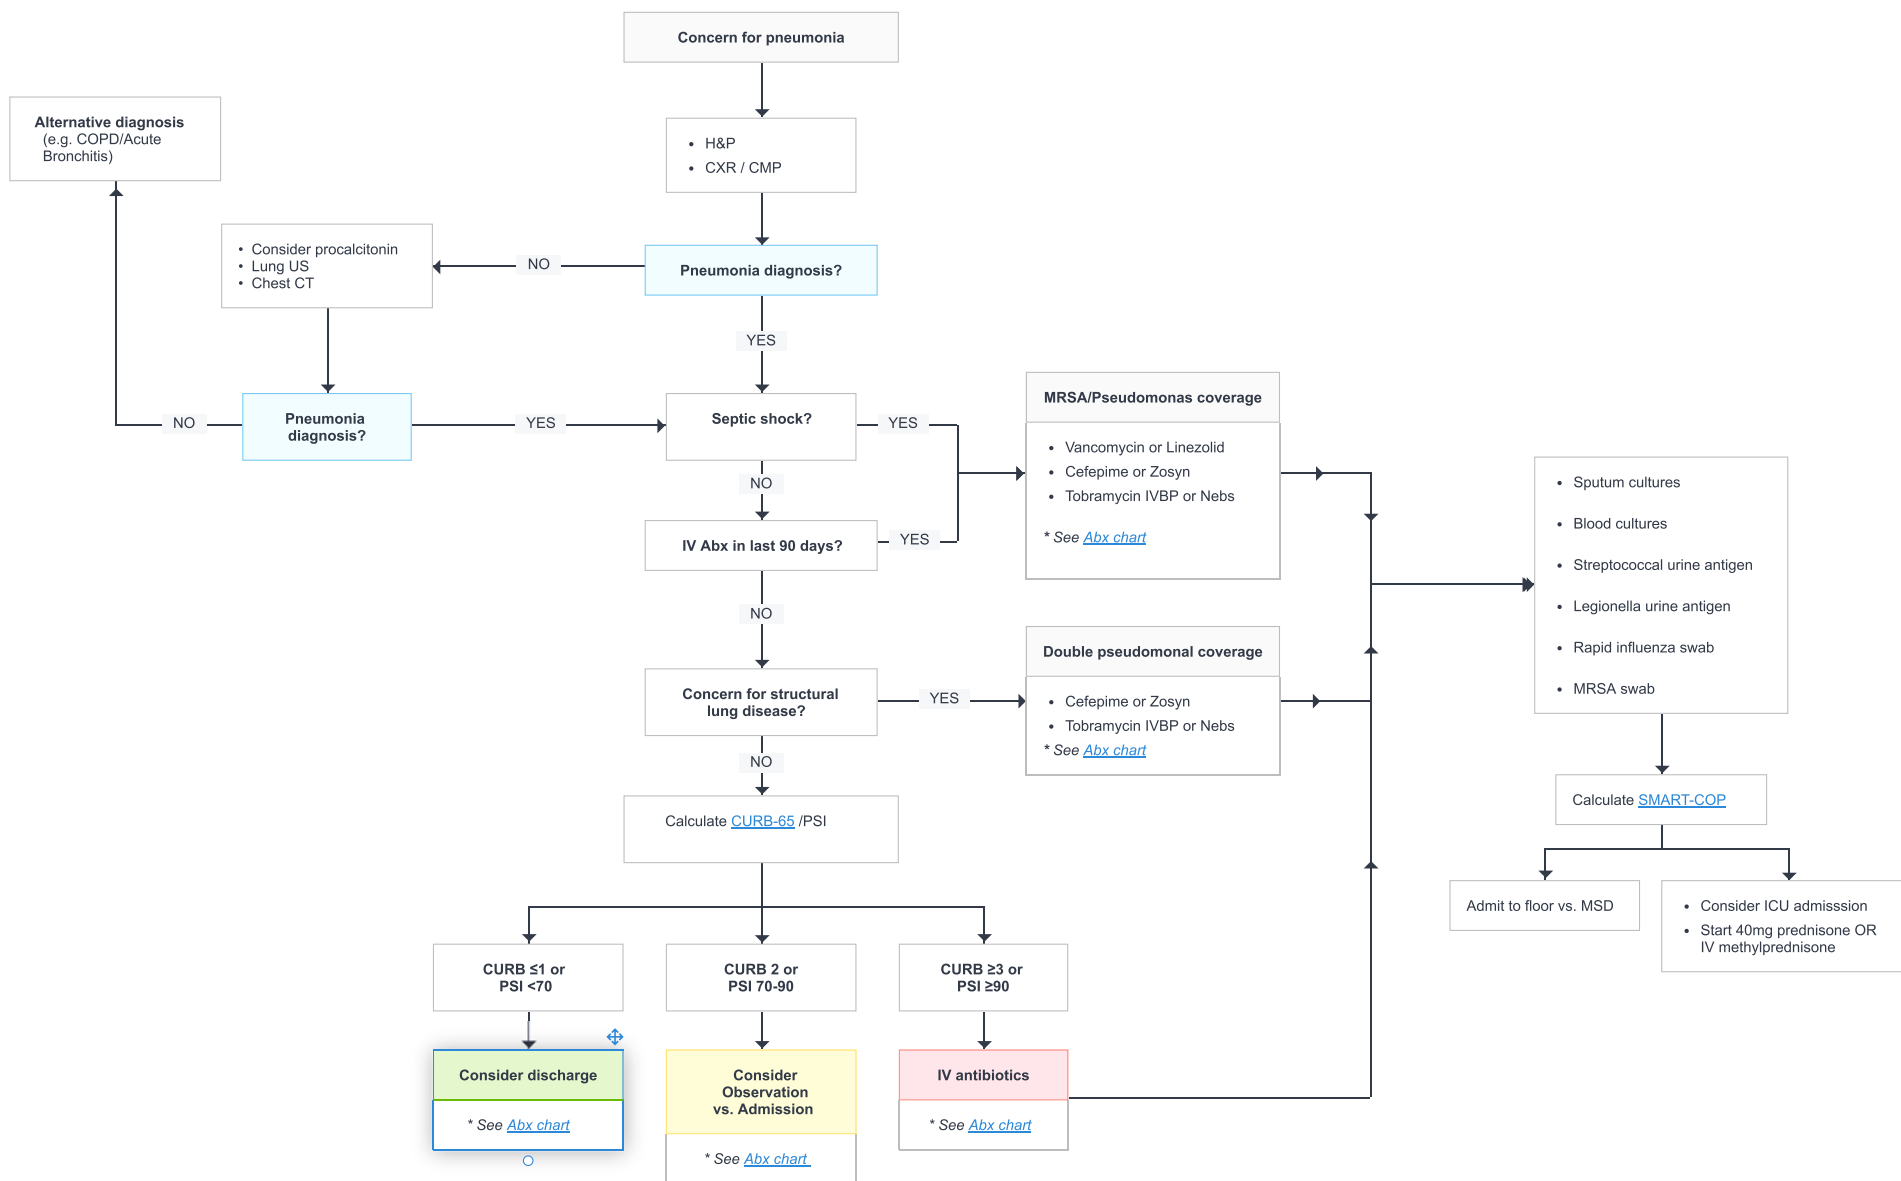 Concern for pneumonia
Alternative diagnosis
(e.g. COPD/Acute
Bronchitis)
• H&P
• CXR / CMP
• Consider procalcitonin
• Lung US
• Chest CT
NO
Pneumonia diagnosis?
YES
NO
Pneumonia
diagnosis?
YES
Septic shock?
YES
NO
IV Abx in last 90 days?
YES
NO
MRSA/Pseudomonas coverage
• Vancomycin or Linezolid
• Cefepime or Zosyn
• Tobramycin IVBP or Nebs
* See Abx chart
Concern for structural
lung disease?
YES
NO
Double pseudomonal coverage
• Cefepime or Zosyn
• Tobramycin IVBP or Nebs
* See Abx chart
• Sputum cultures
• Blood cultures
• Streptococcal urine antigen
• Legionella urine antigen
• Rapid influenza swab
• MRSA swab
Calculate SMART-COP
Admit to floor vs. MSD
• Consider ICU admisssion
• Start 40mg prednisone OR
IV methylprednisone
Calculate CURB-65 /PSI
CURB ≤1 or
PSI <70
CURB 2 or
PSI 70-90
CURB ≥3 or
PSI ≥90
Consider discharge
* See Abx chart
Consider
Observation
vs. Admission
* See Abx chart
IV antibiotics
* See Abx chart